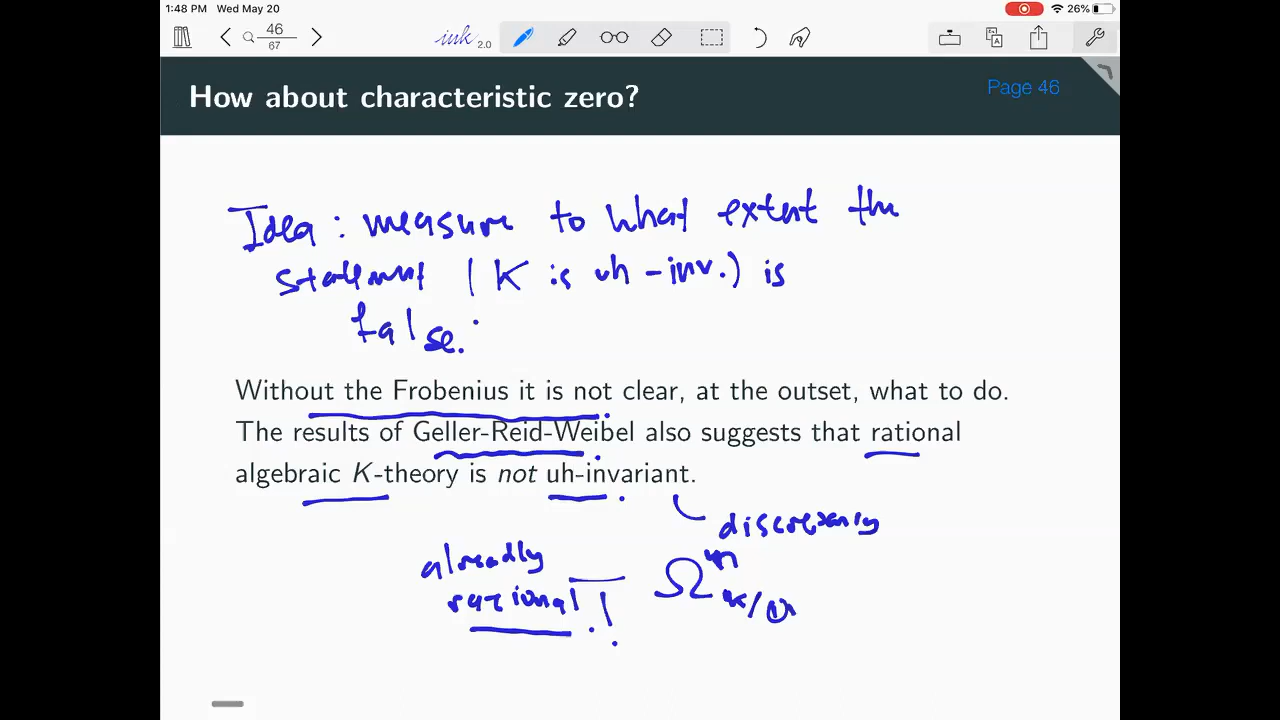 1:48 PM Wed May 20
26%
46
67
ink 2.0
How about characteristic zero?
Page 46
Idea: measure to what extent the
statement (K is uh-inv.) is
false.
Without the Frobenius it is not clear, at the outset, what to do.
The results of Geller-Reid-Weibel also suggests that rational
algebraic K-theory is not uh-invariant.
discrepancy
already
rational!
Ωⁿ